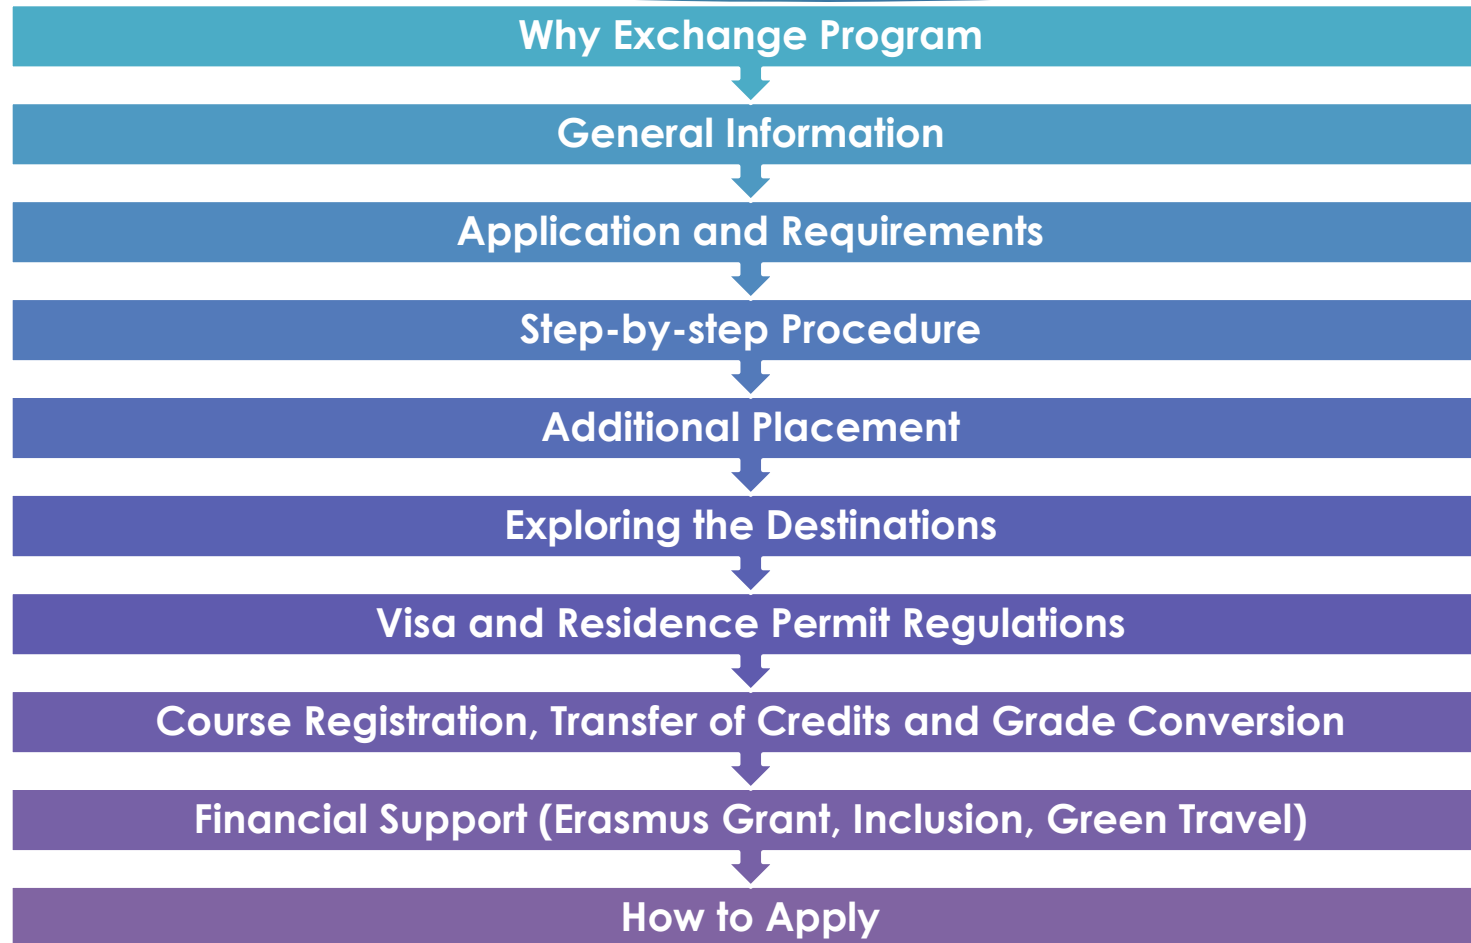 Why Exchange Program
General Information
Application and Requirements
Step-by-step Procedure
Additional Placement
Exploring the Destinations
Visa and Residence Permit Regulations
Course Registration, Transfer of Credits and Grade Conversion
Financial Support (Erasmus Grant, Inclusion, Green Travel)
How to Apply